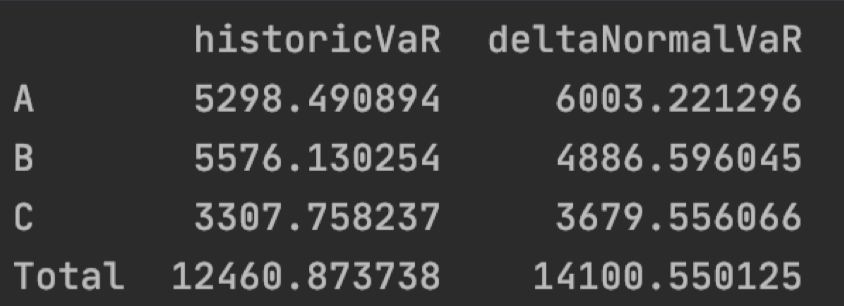 historicVaR deltaNormalVaR
A 5298.490894 6003.221296
B 5576.130254 4886.596045
C 3307.758237 3679.556066
Total 12460.873738 14100.550125